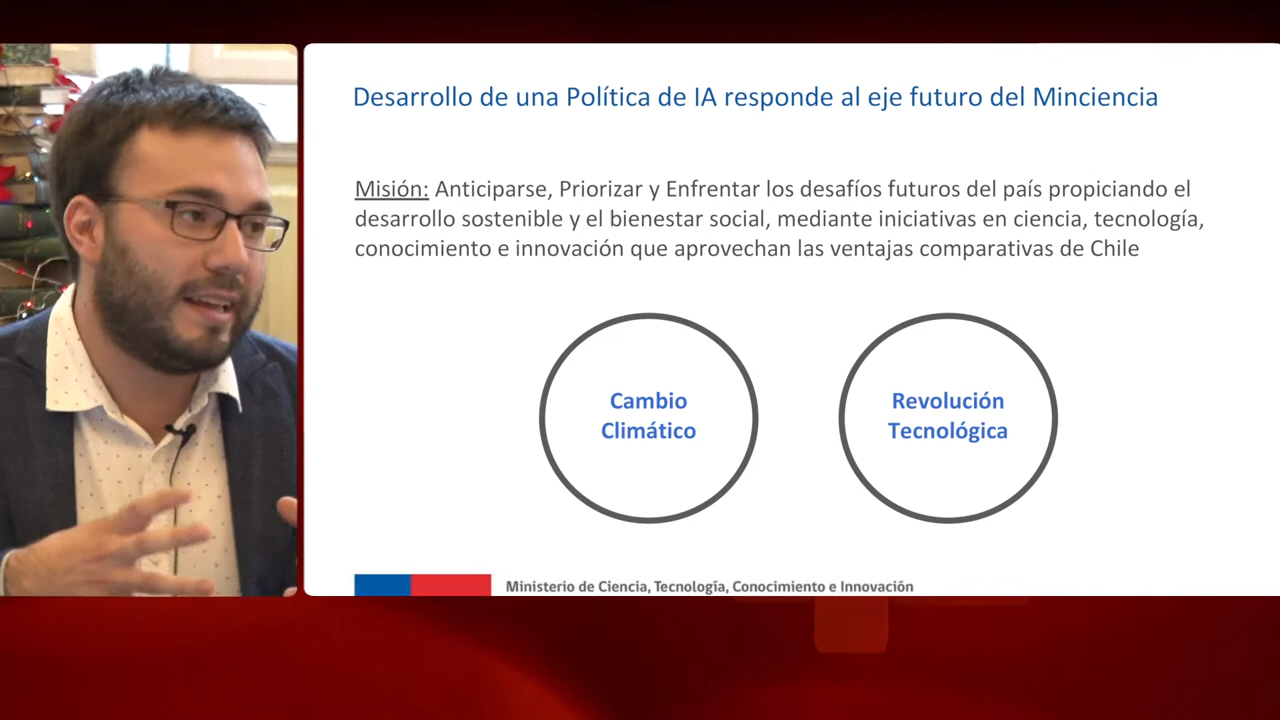 Desarrollo de una Política de IA responde al eje futuro del Minciencia
Misión: Anticiparse, Priorizar y Enfrentar los desafíos futuros del país propiciando el
desarrollo sostenible y el bienestar social, mediante iniciativas en ciencia, tecnología,
conocimiento e innovación que aprovechan las ventajas comparativas de Chile
Cambio
Climático
Revolución
Tecnológica
Ministerio de Ciencia, Tecnología, Conocimiento e Innovación